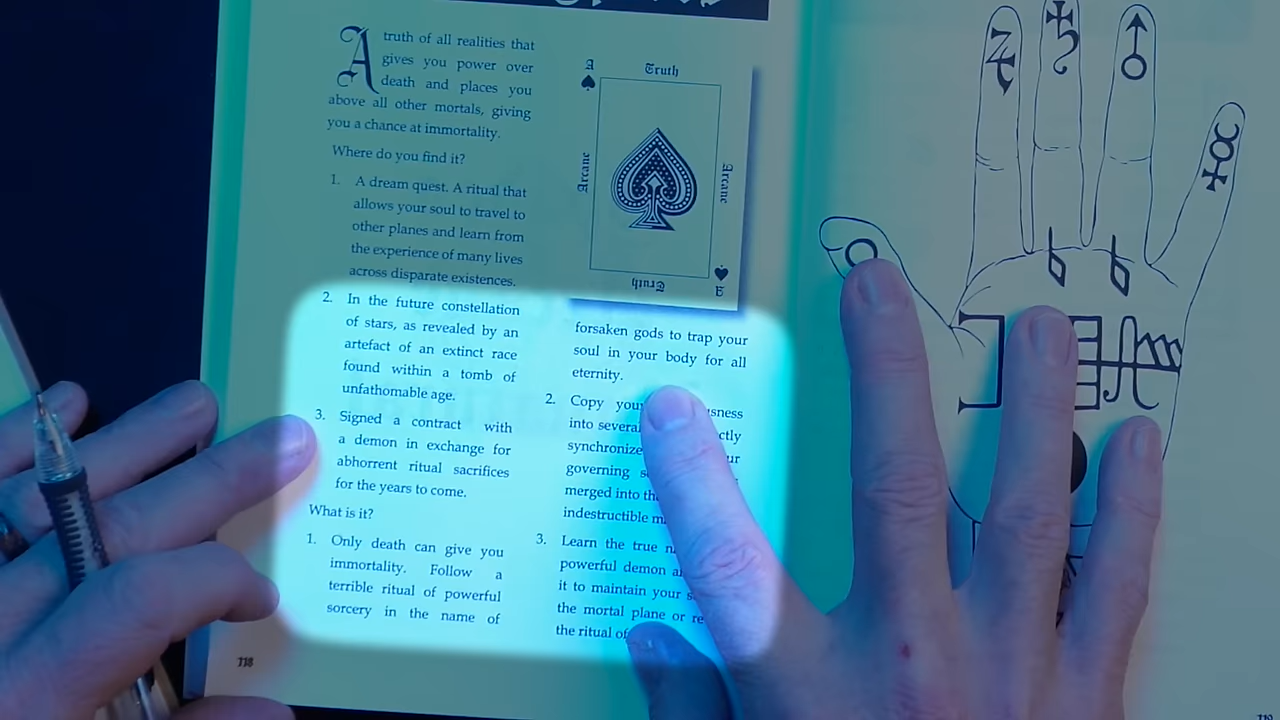 A truth of all realities that
gives you power over
death and places you
above all other mortals, giving
you a chance at immortality.
Where do you find it?
1. A dream quest. A ritual that
allows your soul to travel to
other planes and learn from
the experience of many lives
across disparate existences.
2. In the future constellation
of stars, as revealed by an
artefact of an extinct race
found within a tomb of
unfathomable age.
3. Signed a contract with
a demon in exchange for
abhorrent ritual sacrifices
for the years to come.
What is it?
1. Only death can give you
immortality. Follow a
terrible ritual of powerful
sorcery in the name of
118
A
Truth
Arcane
Arcane
Truth
A
forsaken gods to trap your
soul in your body for all
eternity.
2. Copy
into
synchronize
governing
merged into
indestructible
3. Learn the true
powerful demon
it to maintain your
the mortal plane or
the ritual of
119